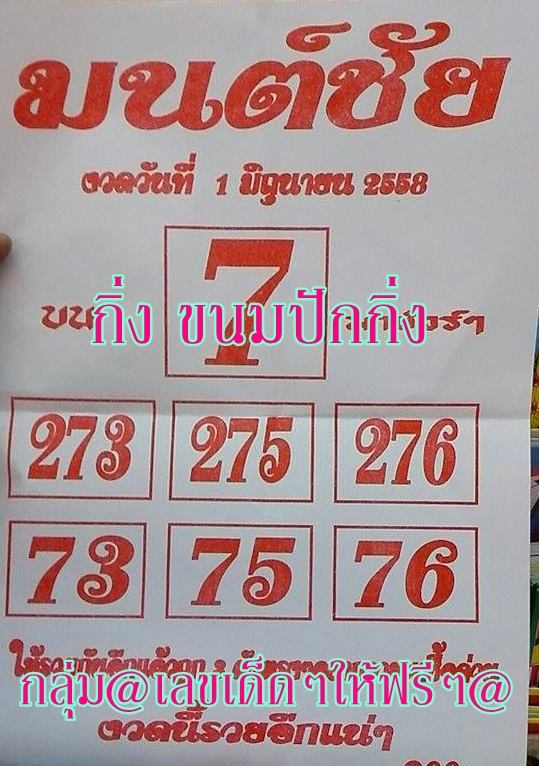 มนต์ชัย
งวดวันที่ 1 มิถุนายน 2558
7
บน
กิ่ง ขนมปักกิ่ง
273 275 276
73 75 76
กลุ่ม@เลขเด็ดๆให้ฟรีๆ@
งวดนี้รวยอีกแน่ๆ